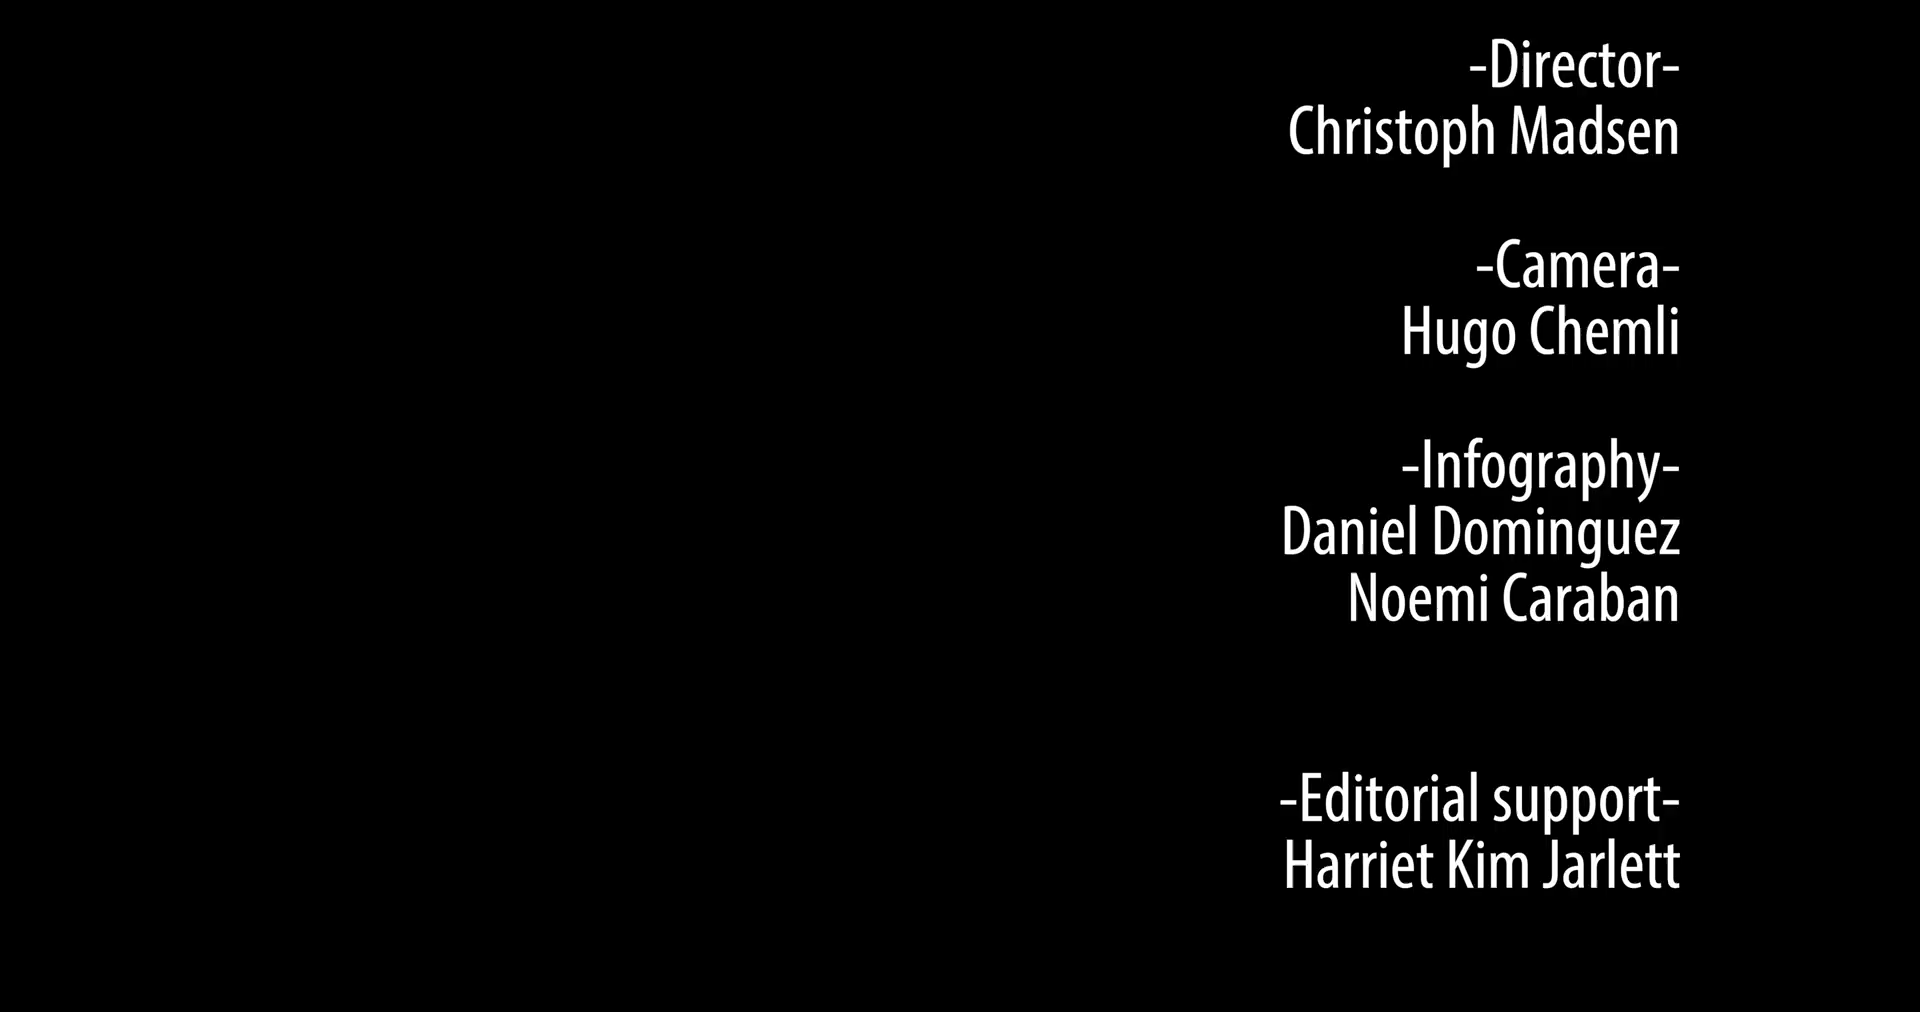 -Director-
Christoph Madsen
-Camera-
Hugo Chemli
-Infography-
Daniel Dominguez
Noemi Caraban
-Editorial support-
Harriet Kim Jarlett